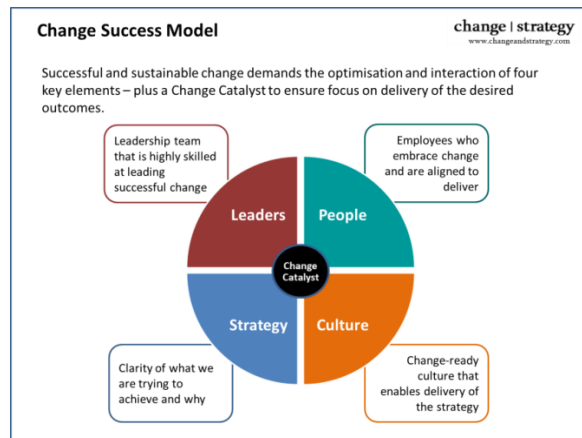 Change Success Model
change | strategy
www.changeandstrategy.com
Successful and sustainable change demands the optimisation and interaction of four
key elements – plus a Change Catalyst to ensure focus on delivery of the desired
outcomes.
Leadership team
that is highly skilled
at leading
successful change
Employees who
embrace change
and are aligned to
deliver
Leaders
People
Change
Catalyst
Strategy
Culture
Clarity of what we
are trying to
achieve and why
Change-ready
culture that
enables delivery of
the strategy